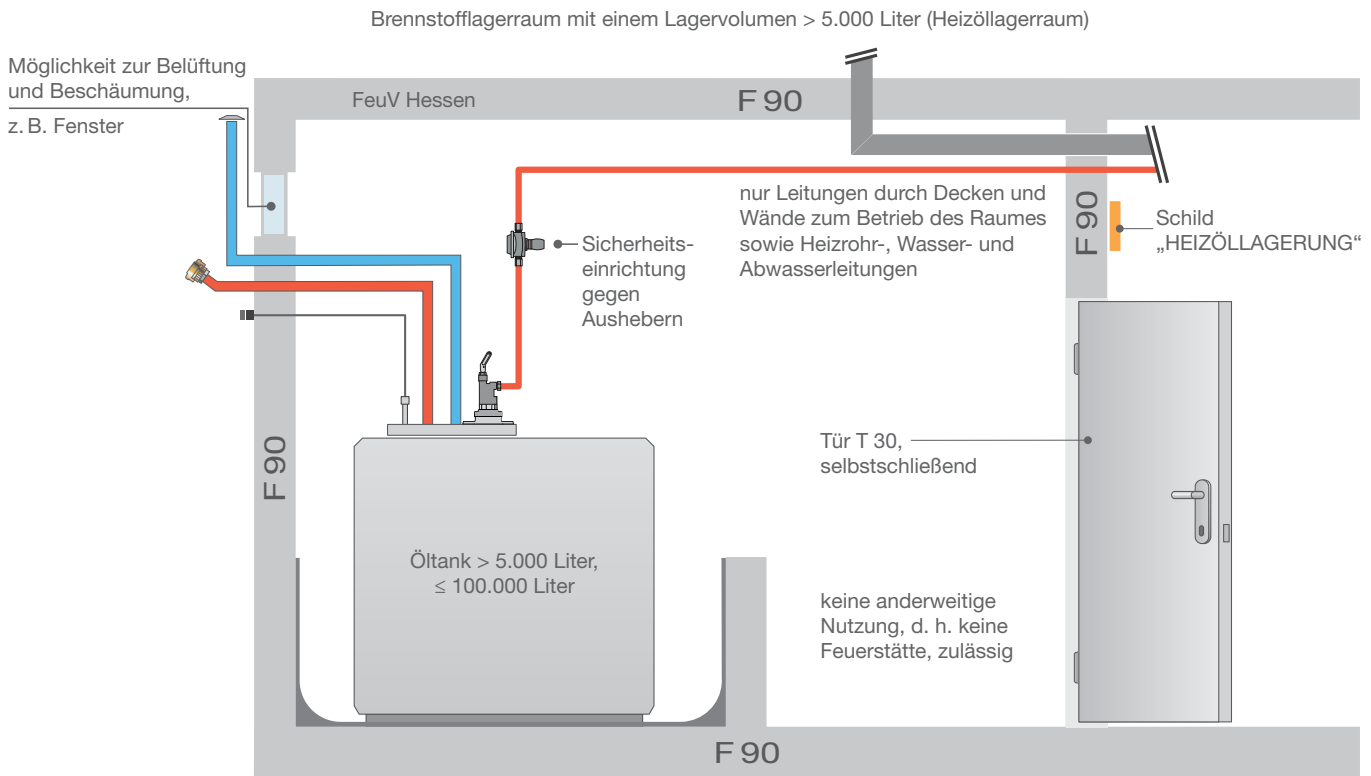 Brennstofflagerraum mit einem Lagervolumen > 5.000 Liter (Heizöllagerraum)
Möglichkeit zur Belüftung
und Beschäumung,
z. B. Fenster
FeuV Hessen
F 90
nur Leitungen durch Decken und
Wände zum Betrieb des Raumes
sowie Heizrohr-, Wasser- und
Abwasserleitungen
F 90
Schild
„HEIZÖLLAGERUNG“
Sicherheits-
einrichtung
gegen
Aushebern
F 90
Tür T 30,
selbstschließend
Öltank > 5.000 Liter,
≤ 100.000 Liter
keine anderweitige
Nutzung, d. h. keine
Feuerstätte, zulässig
F 90